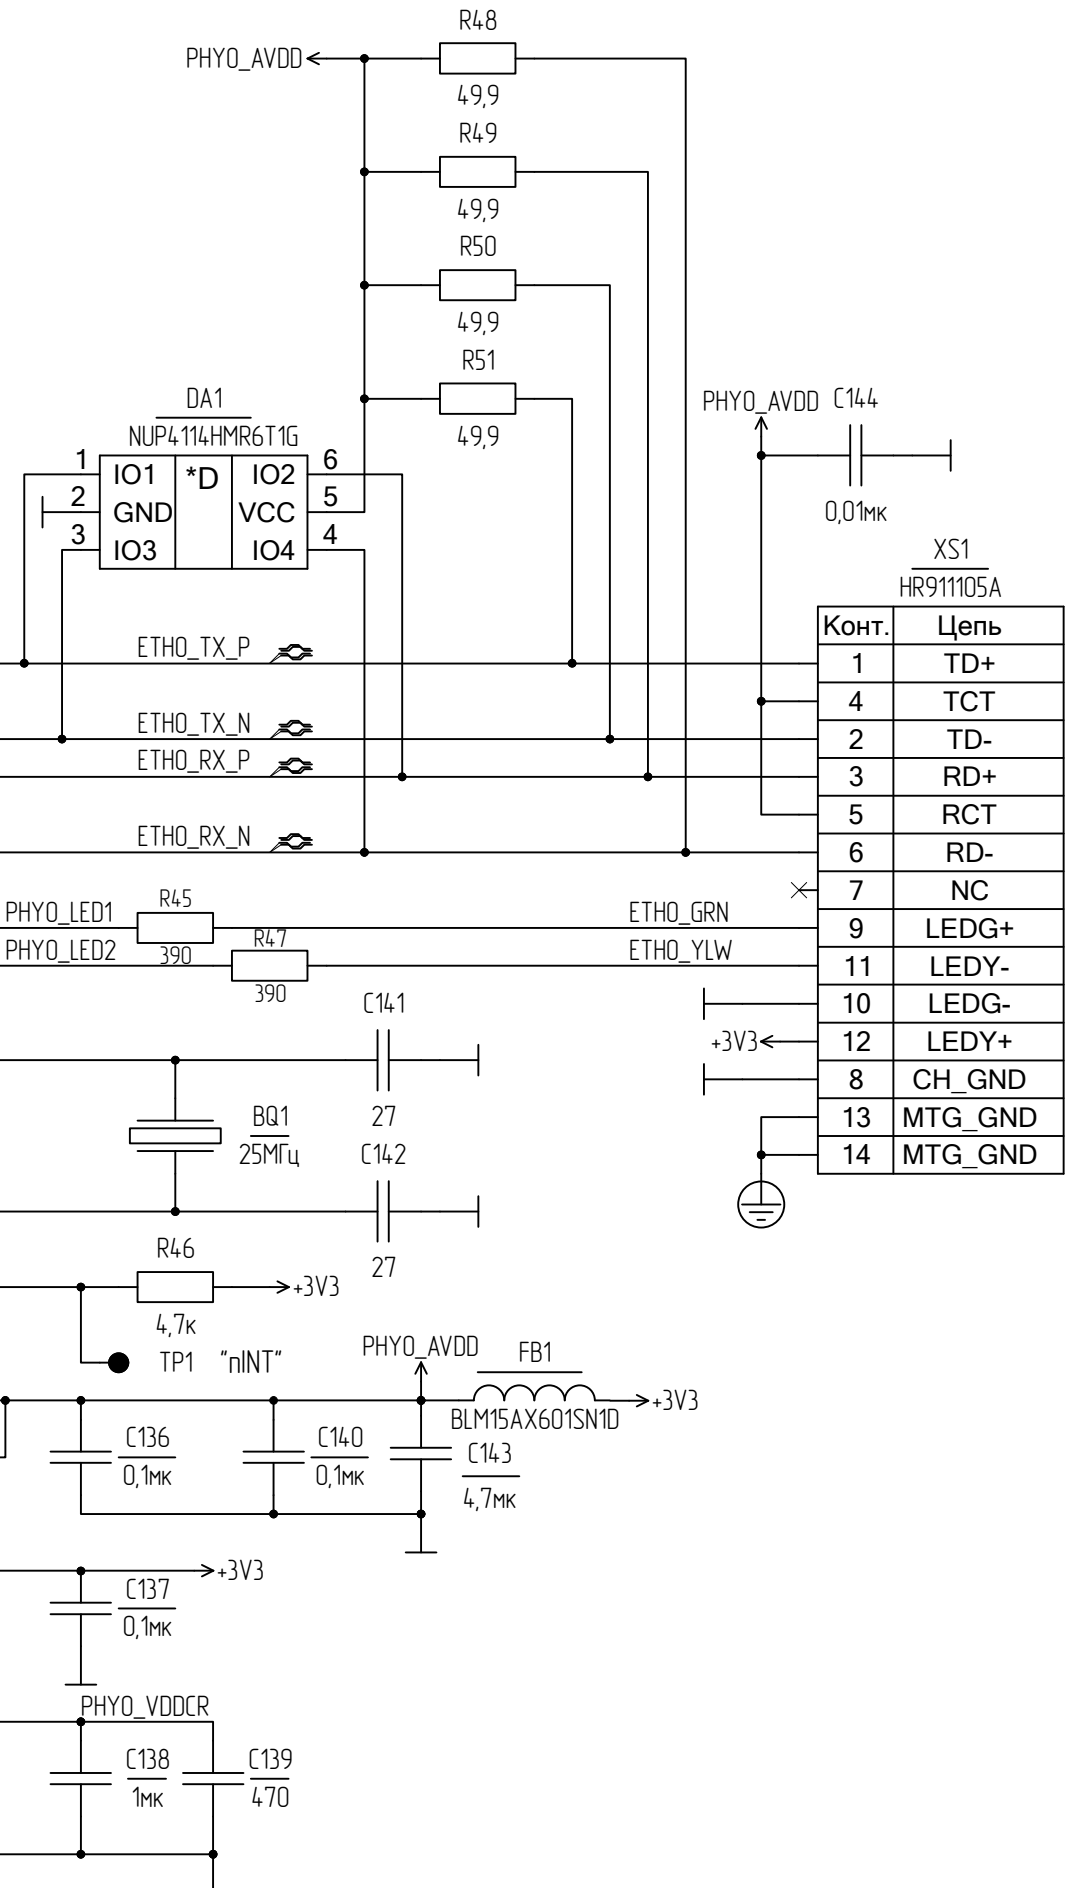 R48
PHY0_AVDD
49,9
R49
49,9
R50
49,9
R51
49,9
DA1
NUP4114HMR6T1G
1 IO1 *D IO2 6
2 GND VCC 5
3 IO3 IO4 4
PHY0_AVDD C144
0,01мк
XS1
HR911105A
Конт. Цепь
ETH0_TX_P 1 TD+
4 TCT
ETH0_TX_N 2 TD-
ETH0_RX_P 3 RD+
5 RCT
ETH0_RX_N 6 RD-
7 NC
PHY0_LED1 R45 390 ETH0_GRN 9 LEDG+
PHY0_LED2 R47 390 ETH0_YLW 11 LEDY-
10 LEDG-
+3V3 12 LEDY+
8 CH_GND
13 MTG_GND
14 MTG_GND
C141
27
BQ1
25МГц
C142
27
R46
+3V3
4,7к
TP1 "nINT"
PHY0_AVDD FB1
+3V3
BLM15AX601SN1D
C136
0,1мк
C140
0,1мк
C143
4,7мк
+3V3
C137
0,1мк
PHY0_VDDCR
C138
1мк
C139
470